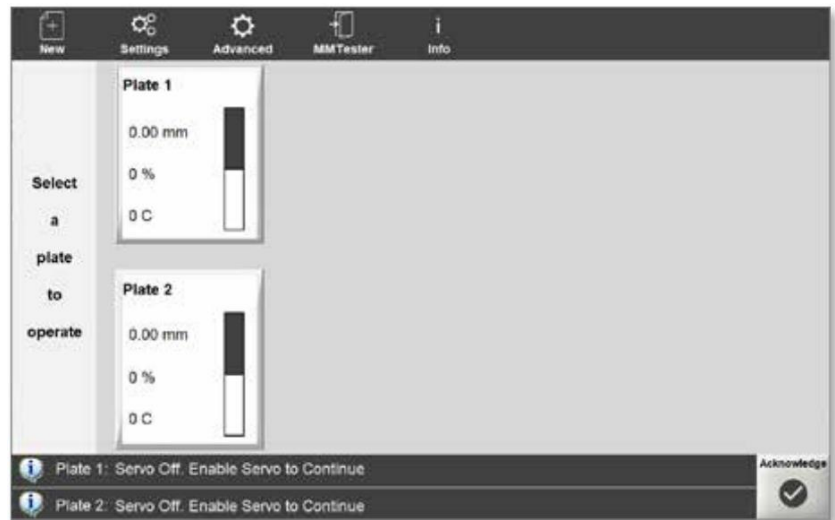 New
Settings
Advanced
MMTester
Info
Select
a
plate
to
operate
Plate 1
0.00 mm
0 %
0 C
Plate 2
0.00 mm
0 %
0 C
Plate 1: Servo Off. Enable Servo to Continue
Plate 2: Servo Off. Enable Servo to Continue
Acknowledge